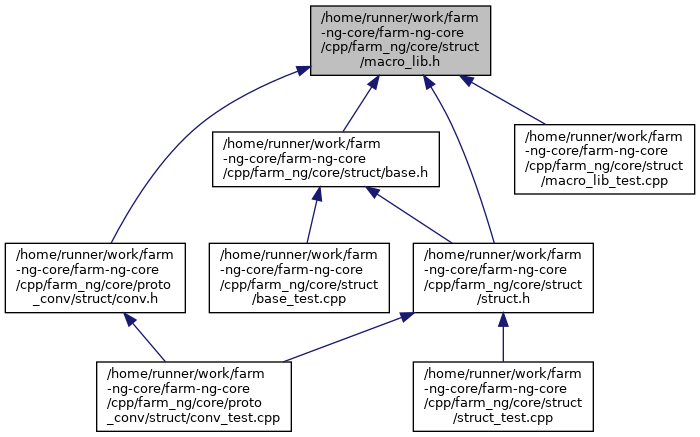 /home/runner/work/farm
-ng-core/farm-ng-core
/cpp/farm_ng/core/struct
/macro_lib.h
/home/runner/work/farm
-ng-core/farm-ng-core
/cpp/farm_ng/core/struct/base.h
/home/runner/work/farm
-ng-core/farm-ng-core
/cpp/farm_ng/core/struct
/macro_lib_test.cpp
/home/runner/work/farm
-ng-core/farm-ng-core
/cpp/farm_ng/core/proto
_conv/struct/conv.h
/home/runner/work/farm
-ng-core/farm-ng-core
/cpp/farm_ng/core/struct
/base_test.cpp
/home/runner/work/farm
-ng-core/farm-ng-core
/cpp/farm_ng/core/struct
/struct.h
/home/runner/work/farm
-ng-core/farm-ng-core
/cpp/farm_ng/core/proto
_conv/struct/conv_test.cpp
/home/runner/work/farm
-ng-core/farm-ng-core
/cpp/farm_ng/core/struct
/struct_test.cpp